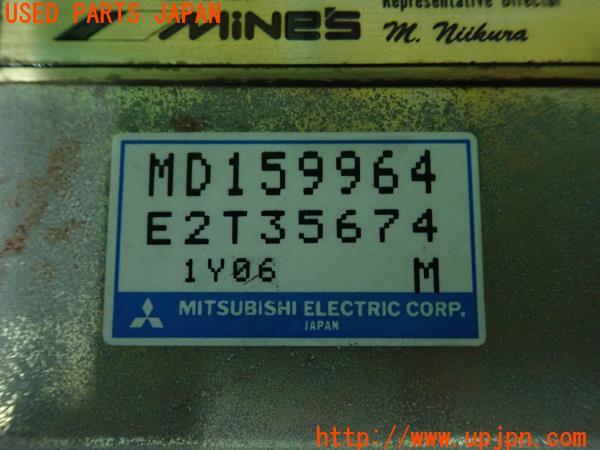 USED PARTS JAPAN
Representative Director
MINE'S
M. Niikura
MD159964
E2T35674
1Y06 M
MITSUBISHI ELECTRIC CORP.
JAPAN
http://www.upjpn.com/